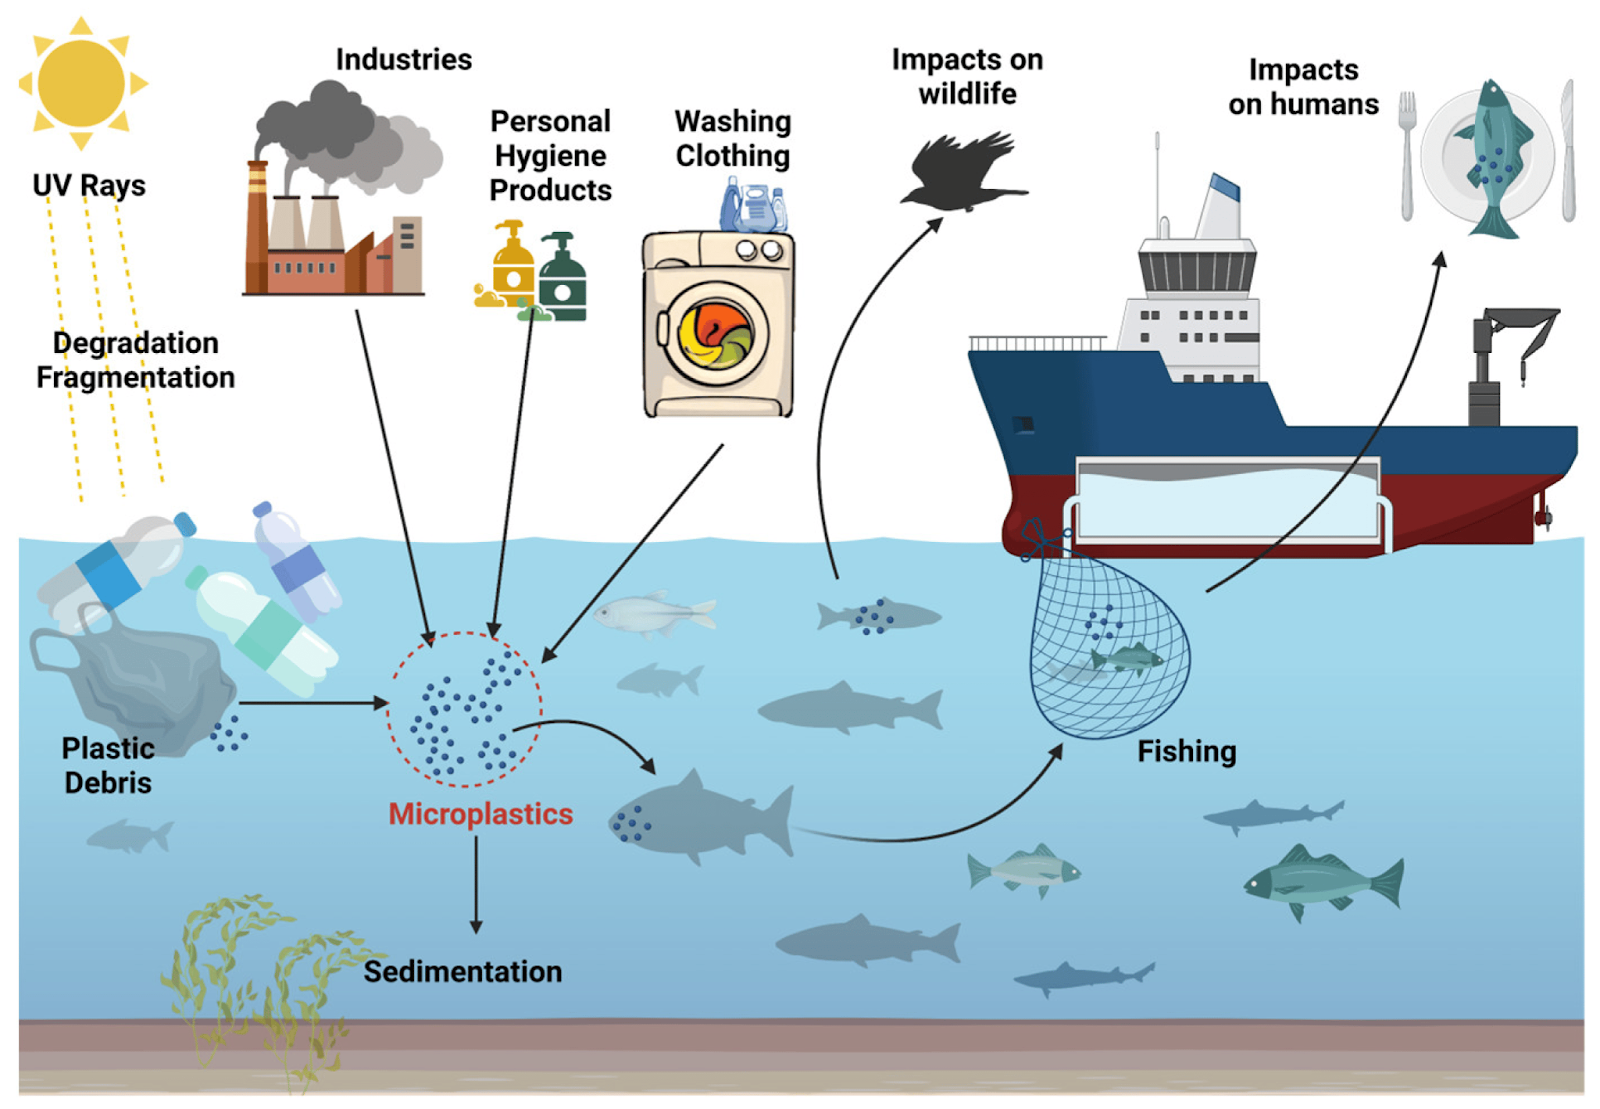 Industries
Impacts on
wildlife
Impacts
on humans
Personal
Hygiene
Products
Washing
Clothing
UV Rays
Degradation
Fragmentation
Plastic
Debris
Microplastics
Fishing
Sedimentation